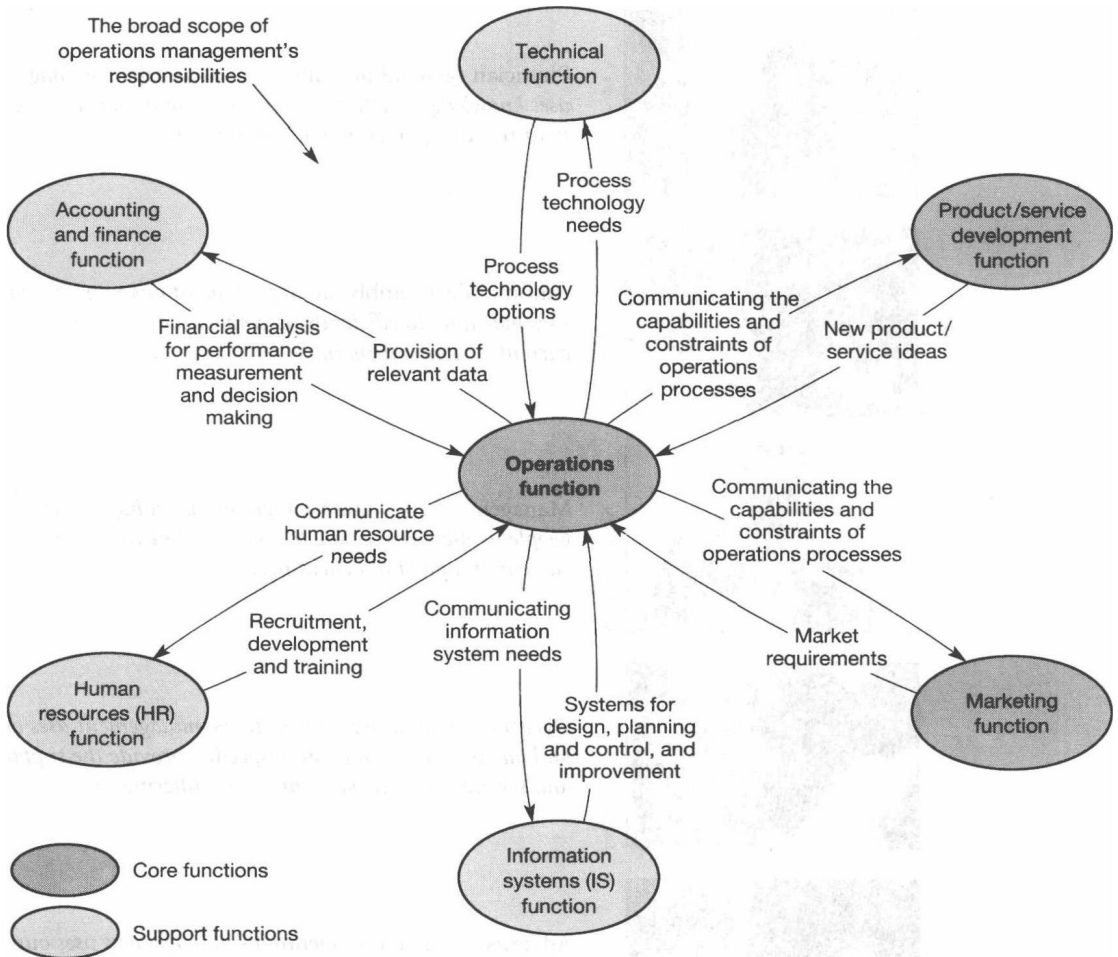 The broad scope of
operations management's
responsibilities
Technical
function
Accounting
and finance
function
Process
technology
needs
Product/service
development
function
Process
technology
options
Communicating the
capabilities and
constraints of
operations
processes
New product/
service ideas
Financial analysis
for performance
measurement
and decision
making
Provision of
relevant data
Operations
function
Communicate
human resource
needs
Communicating the
capabilities and
constraints of
operations processes
Recruitment,
development
and training
Communicating
information
system needs
Market
requirements
Human
resources (HR)
function
Systems for
design, planning
and control, and
improvement
Marketing
function
Information
systems (IS)
function
Core functions
Support functions